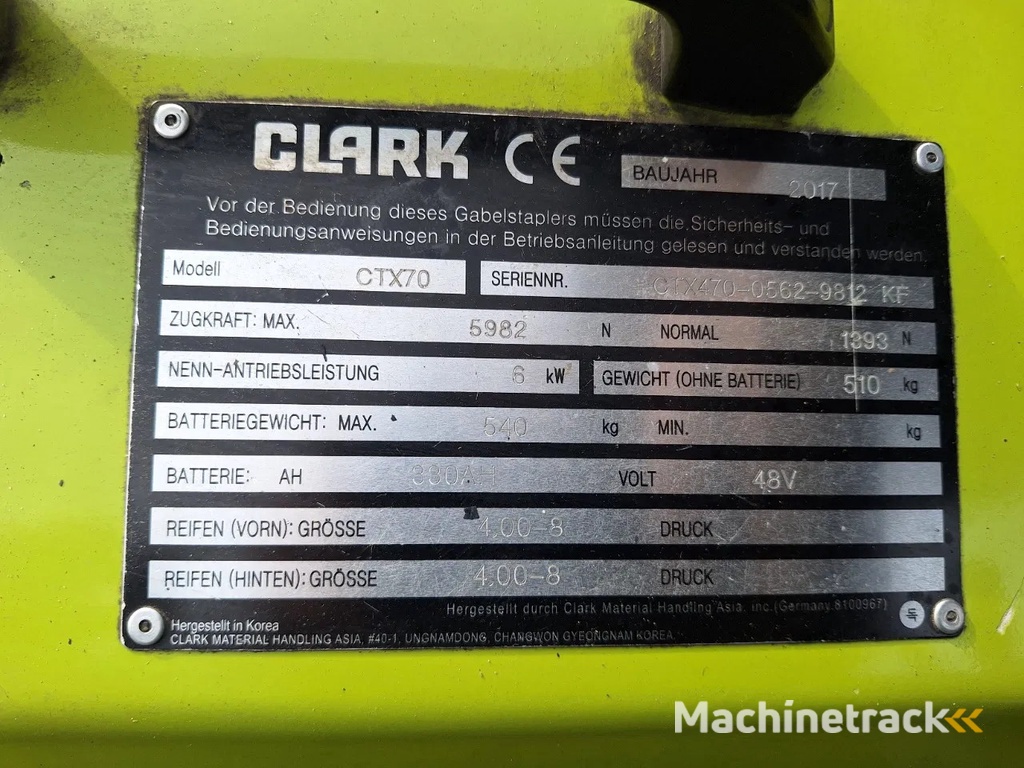 CLARK CE BAUJAHR 2017
Vor der Bedienung dieses Gabelstaplers müssen die Sicherheits- und
Bedienungsanweisungen in der Betriebsanleitung gelesen und verstanden werden.
Modell CTX70 SERIENNR. CTX470-0562-9812 KF
ZUGKRAFT: MAX. 5982 N NORMAL 1393 N
NENN-ANTRIEBSLEISTUNG 6 kW GEWICHT (OHNE BATTERIE) 510 kg
BATTERIEGEWICHT: MAX. 540 kg MIN. kg
BATTERIE: AH VOLT 48V
REIFEN (VORN): GRÖSSE 4.00-8 DRUCK
REIFEN (HINTEN): GRÖSSE 4.00-8 DRUCK
Hergestellt durch Clark Material Handling Asia. inc.(Germany.8100967)
Hergestellt in Korea
CLARK MATERIAL HANDLING ASIA, #40-1, UNGNAMDONG, CHANGWON GYEONGNAM KOREA.
Machinetrack